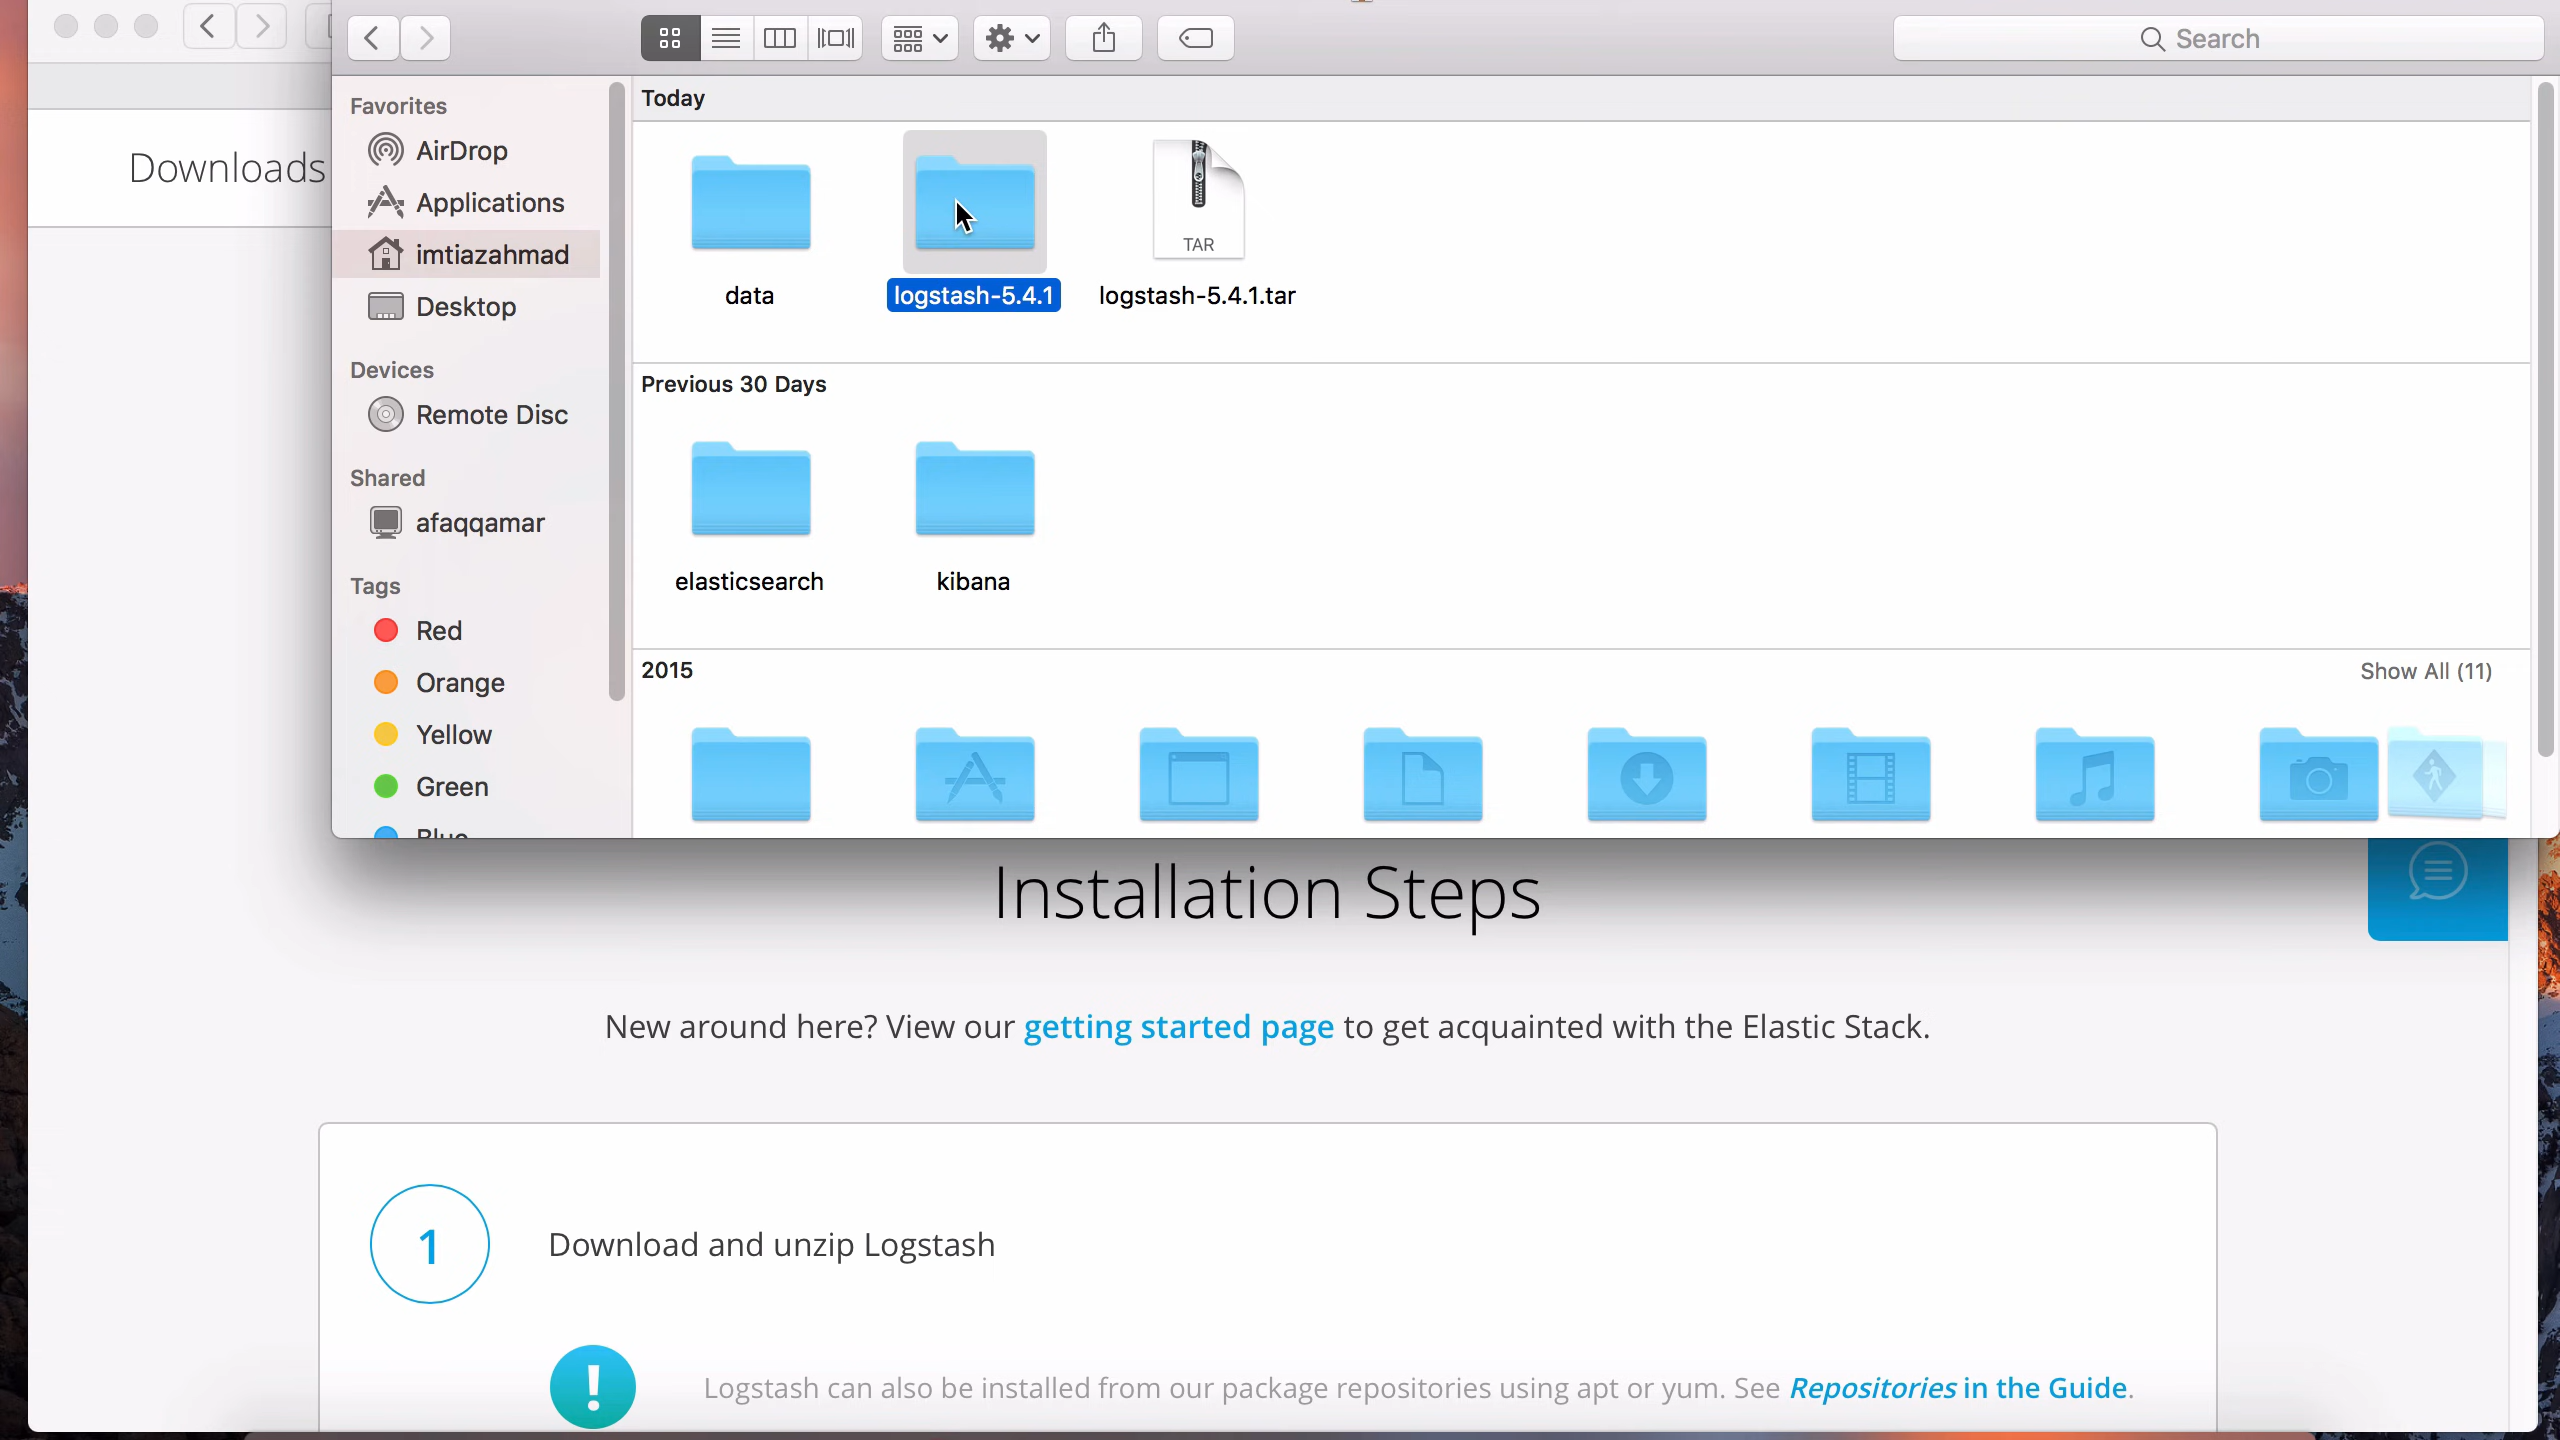 Search
Downloads
Favorites
AirDrop
Applications
imtiazahmad
Desktop
Devices
Remote Disc
Shared
afaqqamar
Tags
Red
Orange
Yellow
Green
Blue
Today
TAR
data
logstash-5.4.1
logstash-5.4.1.tar
Previous 30 Days
elasticsearch
kibana
2015
Show All (11)
Installation Steps
New around here? View our getting started page to get acquainted with the Elastic Stack.
1
Download and unzip Logstash
!
Logstash can also be installed from our package repositories using apt or yum. See Repositories in the Guide.